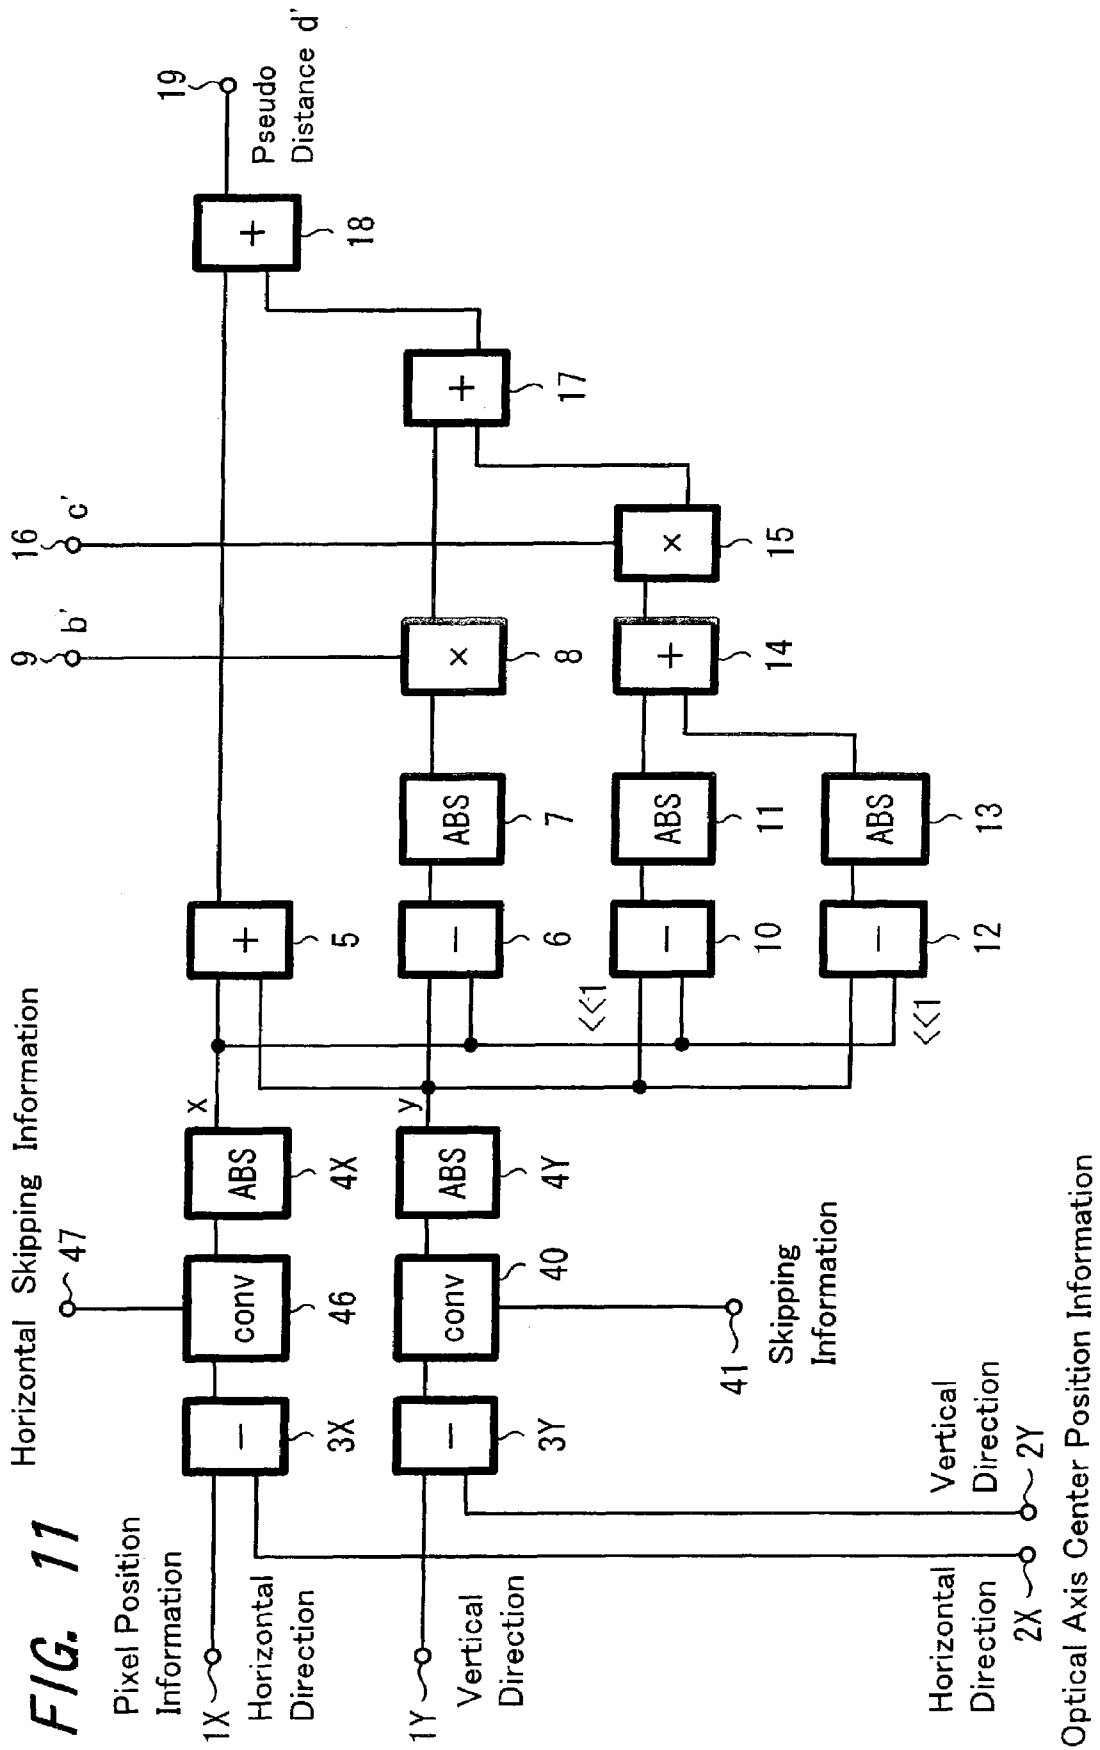 FIG. 11
Horizontal Skipping Information
47
9 b'
16 c'
19
Pseudo
Distance d'
Pixel Position
Information
1X
Horizontal
Direction
−
3X
conv
46
ABS
4X
x
+
5
+
18
1Y
Vertical
Direction
−
3Y
conv
40
ABS
4Y
y
−
6
ABS
7
×
8
+
17
41
Skipping
Information
<<1
−
10
ABS
11
+
14
×
15
<<1
−
12
ABS
13
Horizontal
Direction
2X
Vertical
Direction
2Y
Optical Axis Center Position Information